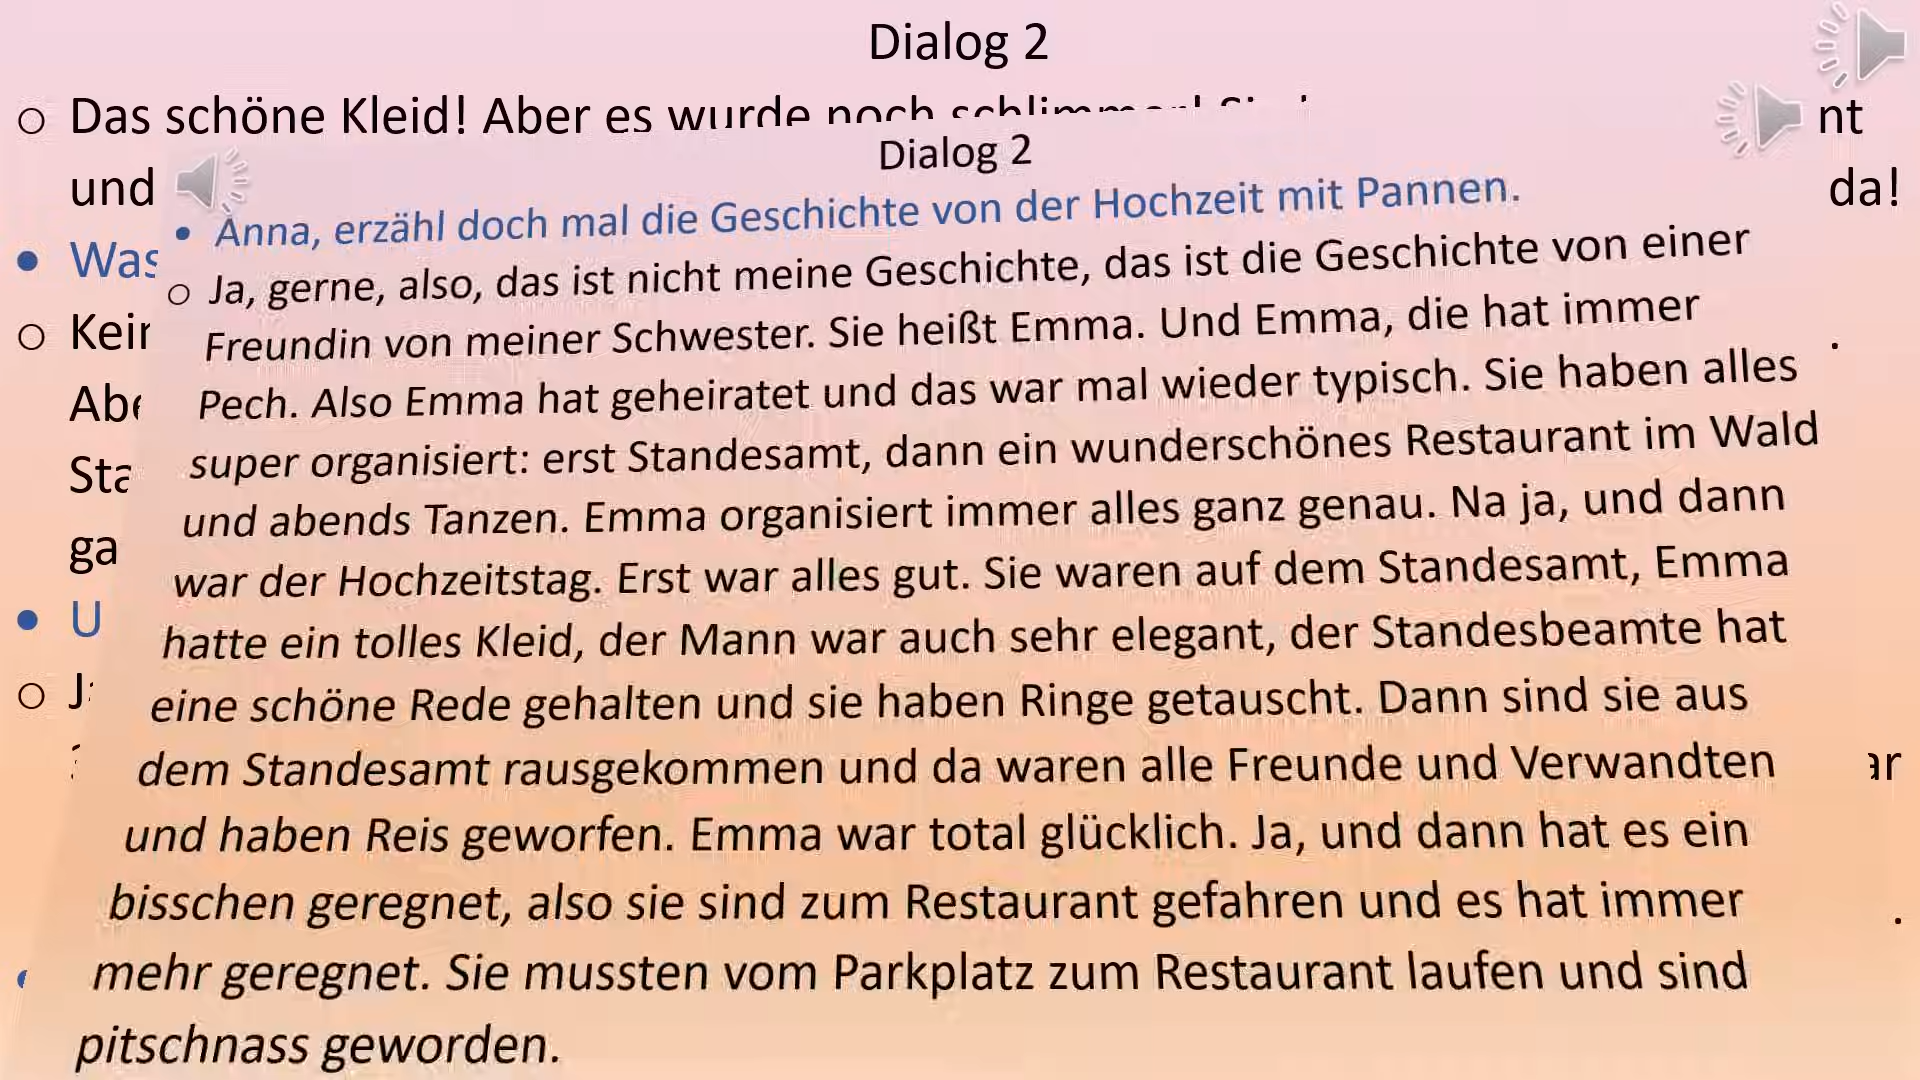 Dialog 2
○ Das schöne Kleid! Aber es wurde noch schlimmer! nt
und da!
Dialog 2
• Anna, erzähl doch mal die Geschichte von der Hochzeit mit Pannen.
○ Ja, gerne, also, das ist nicht meine Geschichte, das ist die Geschichte von einer
Freundin von meiner Schwester. Sie heißt Emma. Und Emma, die hat immer
Pech. Also Emma hat geheiratet und das war mal wieder typisch. Sie haben alles
super organisiert: erst Standesamt, dann ein wunderschönes Restaurant im Wald
und abends Tanzen. Emma organisiert immer alles ganz genau. Na ja, und dann
war der Hochzeitstag. Erst war alles gut. Sie waren auf dem Standesamt, Emma
hatte ein tolles Kleid, der Mann war auch sehr elegant, der Standesbeamte hat
eine schöne Rede gehalten und sie haben Ringe getauscht. Dann sind sie aus
dem Standesamt rausgekommen und da waren alle Freunde und Verwandten
und haben Reis geworfen. Emma war total glücklich. Ja, und dann hat es ein
bisschen geregnet, also sie sind zum Restaurant gefahren und es hat immer
mehr geregnet. Sie mussten vom Parkplatz zum Restaurant laufen und sind
pitschnass geworden.
• Was